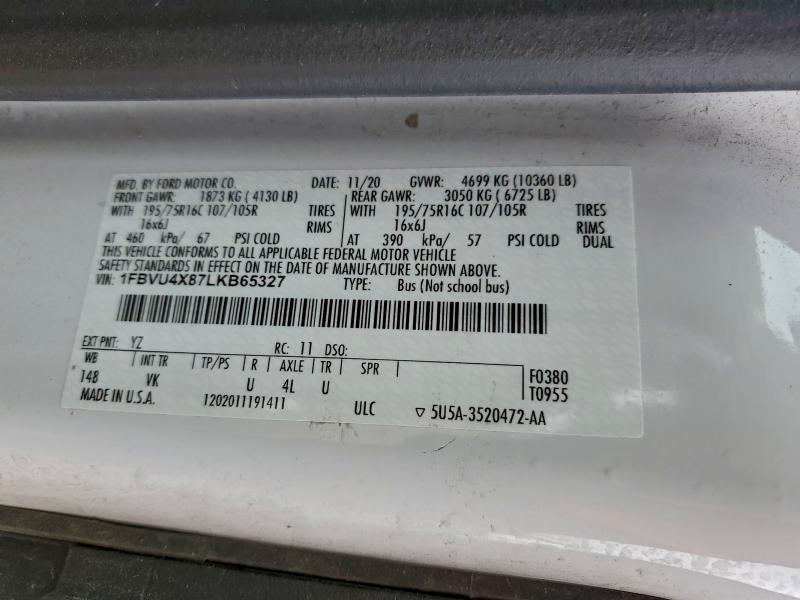 MFD. BY FORD MOTOR CO. DATE: 11/20 GVWR: 4699 KG (10360 LB)
FRONT GAWR: 1873 KG ( 4130 LB) REAR GAWR: 3050 KG ( 6725 LB)
WITH 195/75R16C 107/105R TIRES WITH 195/75R16C 107/105R TIRES
16x6J RIMS 16x6J RIMS
AT 460 kPa/ 67 PSI COLD AT 390 kPa/ 57 PSI COLD DUAL
THIS VEHICLE CONFORMS TO ALL APPLICABLE FEDERAL MOTOR VEHICLE
SAFETY STANDARDS IN EFFECT ON THE DATE OF MANUFACTURE SHOWN ABOVE.
VIN: 1FBVU4X87LKB65327 TYPE: Bus (Not school bus)
EXT PNT: YZ RC: 11 DSO:
WB INT TR TP/PS R AXLE TR SPR F0380
148 VK U 4L U T0955
MADE IN U.S.A. 1202011191411 ULC ▽ 5U5A-3520472-AA